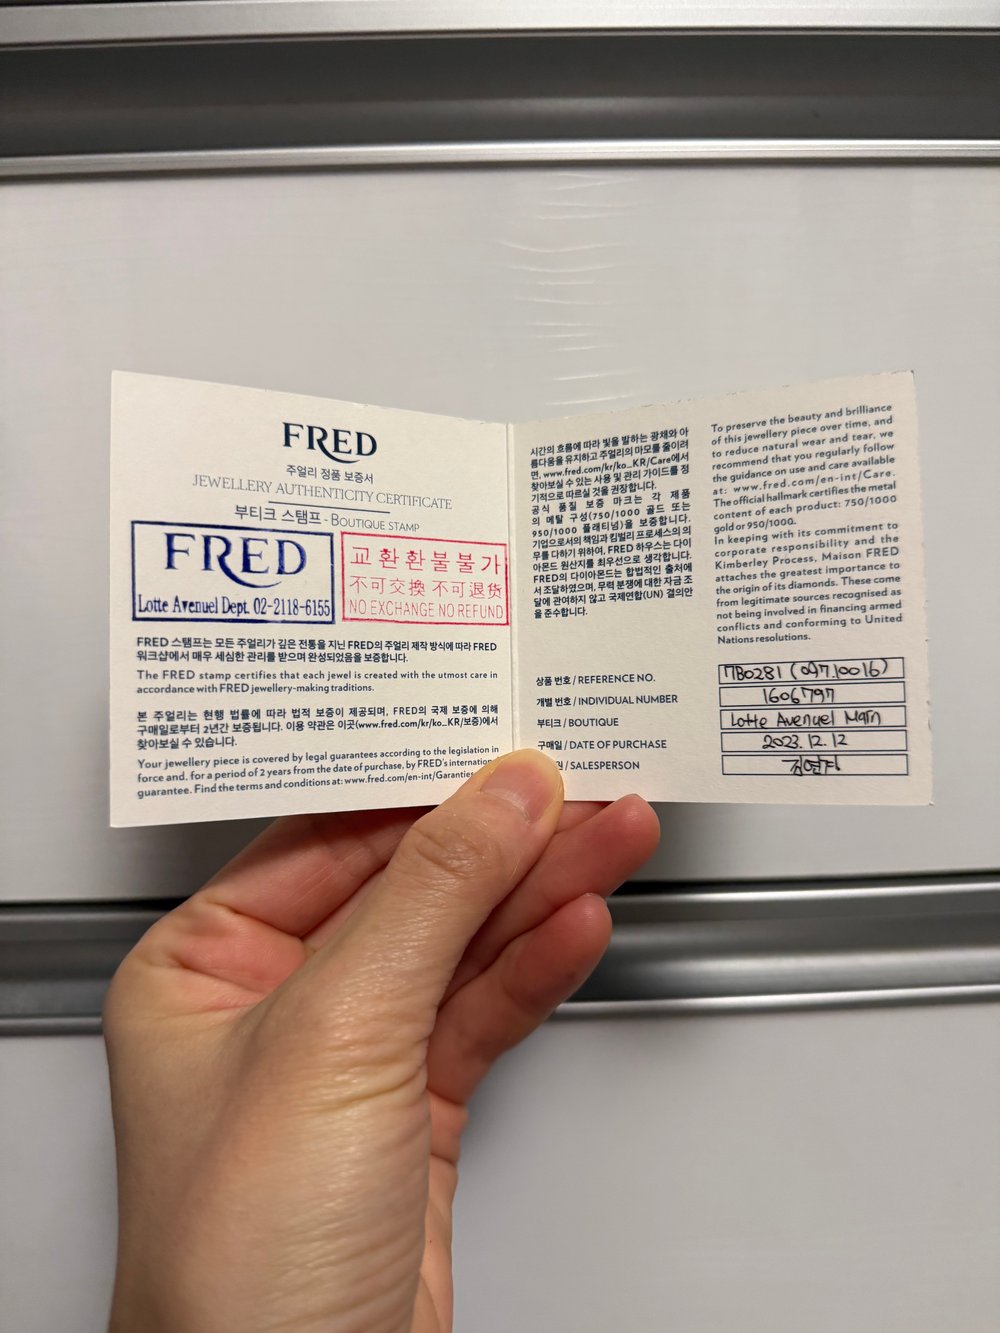 FRED
주얼리 정품 보증서
JEWELLERY AUTHENTICITY CERTIFICATE
부티크 스탬프 - BOUTIQUE STAMP
FRED
Lotte Avenuel Dept. 02-2118-6155
교환환불불가
不可交換 不可退货
NO EXCHANGE NO REFUND
FRED 스탬프는 모든 주얼리가 깊은 전통을 지닌 FRED의 주얼리 제작 방식에 따라 FRED
워크샵에서 매우 세심한 관리를 받으며 완성되었음을 보증합니다.
The FRED stamp certifies that each jewel is created with the utmost care in
accordance with FRED jewellery-making traditions.
본 주얼리는 현행 법률에 따라 법적 보증이 제공되며, FRED의 국제 보증에 의해
구매일로부터 2년간 보증됩니다. 이용 약관은 이곳(www.fred.com/kr/ko_KR/보증)에서
찾아보실 수 있습니다.
Your jewellery piece is covered by legal guarantees according to the legislation in
force and, for a period of 2 years from the date of purchase, by FRED's internation
guarantee. Find the terms and conditions at: www.fred.com/en-int/Garanties
시간의 흐름에 따라 빛을 발하는 광채와 아
름다움을 유지하고 주얼리의 마모를 줄이려
면, www.fred.com/kr/ko_KR/Care에서
찾아보실 수 있는 사용 및 관리 가이드를 정
기적으로 따르실 것을 권장합니다.
공식 품질 보증 마크는 각 제품
의 메탈 구성(750/1000 골드 또는
950/1000 플래티넘)을 보증합니다.
기업으로서의 책임과 킴벌리 프로세스의 의
무를 다하기 위하여, FRED 하우스는 다이
아몬드 원산지를 최우선으로 생각합니다.
FRED의 다이아몬드는 합법적인 출처에
서 조달하였으며, 무력 분쟁에 대한 자금 조
달에 관여하지 않고 국제연합(UN) 결의안
을 준수합니다.
To preserve the beauty and brilliance
of this jewellery piece over time, and
to reduce natural wear and tear, we
recommend that you regularly follow
the guidance on use and care available
at: www.fred.com/en-int/Care.
The official hallmark certifies the metal
content of each product: 750/1000
gold or 950/1000.
In keeping with its commitment to
corporate responsibility and the
Kimberley Process, Maison FRED
attaches the greatest importance to
the origin of its diamonds. These come
from legitimate sources recognised as
not being involved in financing armed
conflicts and conforming to United
Nations resolutions.
상품 번호 / REFERENCE NO.
7B0281 (047.10016)
개별 번호 / INDIVIDUAL NUMBER
1606797
부티크 / BOUTIQUE
Lotte Avenuel Main
구매일 / DATE OF PURCHASE
2023. 12. 12
원 / SALESPERSON